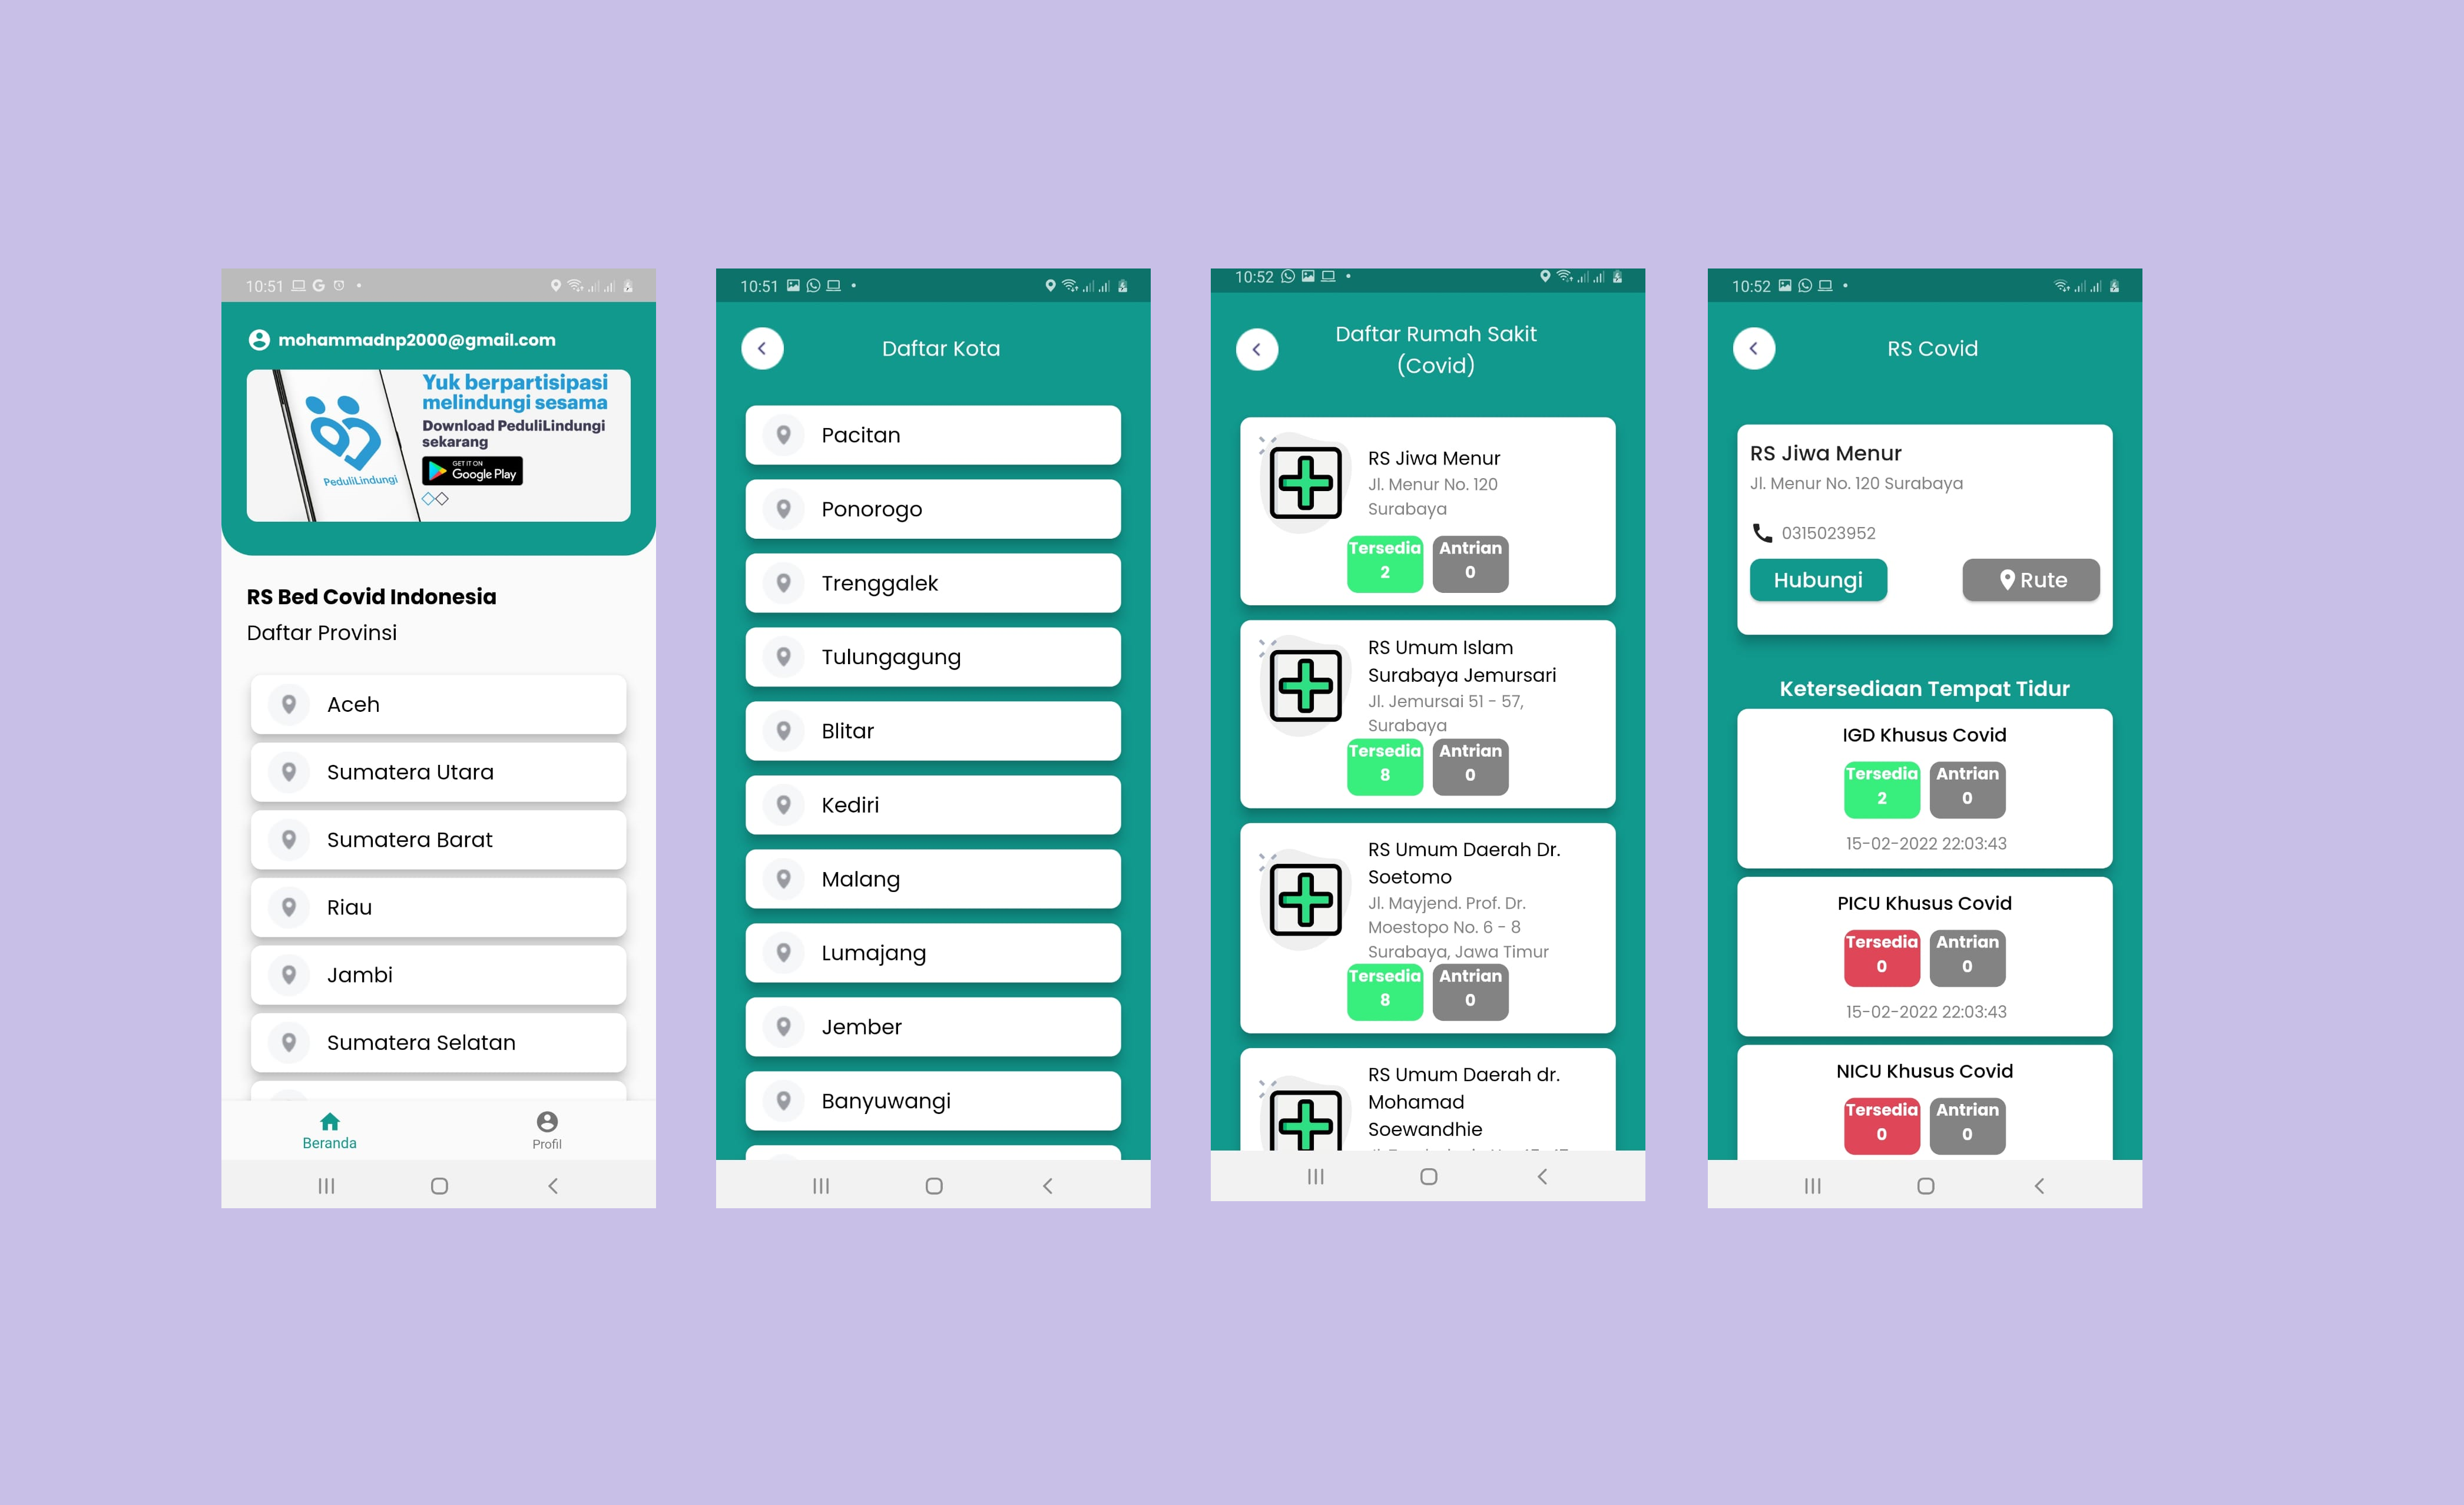 10:51
mohammadnp2000@gmail.com
Yuk berpartisipasi
melindungi sesama
Download PeduliLindungi
sekarang
GET IT ON
Google Play
PeduliLindungi
RS Bed Covid Indonesia
Daftar Provinsi
Aceh
Sumatera Utara
Sumatera Barat
Riau
Jambi
Sumatera Selatan
Beranda
Profil
10:51
Daftar Kota
Pacitan
Ponorogo
Trenggalek
Tulungagung
Blitar
Kediri
Malang
Lumajang
Jember
Banyuwangi
10:52
Daftar Rumah Sakit
(Covid)
RS Jiwa Menur
Jl. Menur No. 120
Surabaya
Tersedia Antrian
2 0
RS Umum Islam
Surabaya Jemursari
Jl. Jemursai 51 - 57,
Surabaya
Tersedia Antrian
8 0
RS Umum Daerah Dr.
Soetomo
Jl. Mayjend. Prof. Dr.
Moestopo No. 6 - 8
Surabaya, Jawa Timur
Tersedia Antrian
8 0
RS Umum Daerah dr.
Mohamad
Soewandhie
10:52
RS Covid
RS Jiwa Menur
Jl. Menur No. 120 Surabaya
0315023952
Hubungi Rute
Ketersediaan Tempat Tidur
IGD Khusus Covid
Tersedia Antrian
2 0
15-02-2022 22:03:43
PICU Khusus Covid
Tersedia Antrian
0 0
15-02-2022 22:03:43
NICU Khusus Covid
Tersedia Antrian
0 0